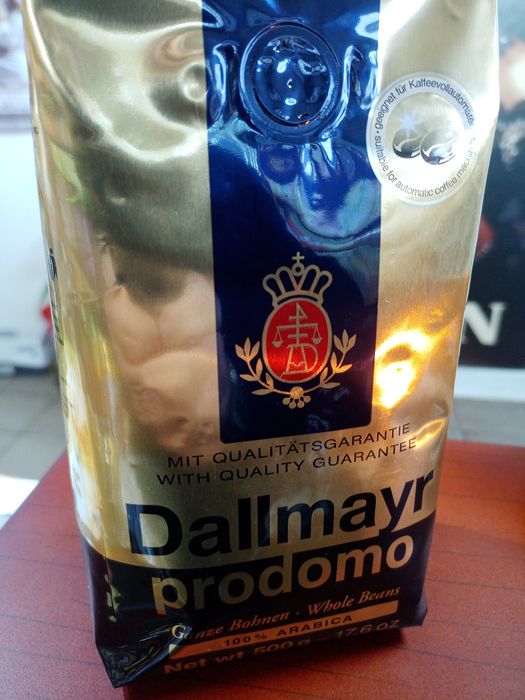 • geeignet für Kaffeevollautomaten
suitable for automatic coffee machines
MIT QUALITÄTSGARANTIE
WITH QUALITY GUARANTEE
Dallmayr
prodomo
Ganze Bohnen · Whole Beans
100% ARABICA
Net wt 500 g – 17.6 oz
N